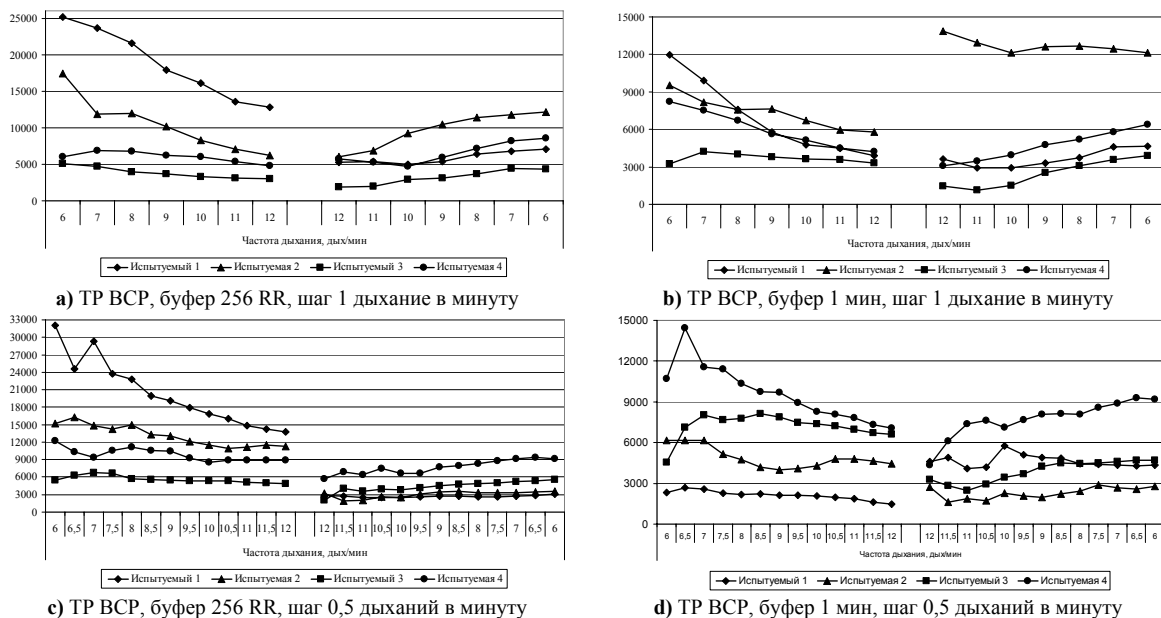 25000
20000
15000
10000
5000
0
6 7 8 9 10 11 12 12 11 10 9 8 7 6
Частота дыхания, дых/мин
Испытуемый 1 Испытуемая 2 Испытуемый 3 Испытуемая 4
a) ТР ВСР, буфер 256 RR, шаг 1 дыхание в минуту
15000
12000
9000
6000
3000
0
6 7 8 9 10 11 12 12 11 10 9 8 7 6
Частота дыхания, дых/мин
Испытуемый 1 Испытуемая 2 Испытуемый 3 Испытуемая 4
b) ТР ВСР, буфер 1 мин, шаг 1 дыхание в минуту
33000
30000
27000
24000
21000
18000
15000
12000
9000
6000
3000
0
6 6,5 7 7,5 8 8,5 9 9,5 10 10,5 11 11,5 12 12 11,5 11 10,5 10 9,5 9 8,5 8 7,5 7 6,5 6
Частота дыхания, дых/мин
Испытуемый 1 Испытуемая 2 Испытуемый 3 Испытуемая 4
c) ТР ВСР, буфер 256 RR, шаг 0,5 дыханий в минуту
15000
12000
9000
6000
3000
0
6 6,5 7 7,5 8 8,5 9 9,5 10 10,5 11 11,5 12 12 11,5 11 10,5 10 9,5 9 8,5 8 7,5 7 6,5 6
Частота дыхания, дых/мин
Испытуемый 1 Испытуемая 2 Испытуемый 3 Испытуемая 4
d) ТР ВСР, буфер 1 мин, шаг 0,5 дыханий в минуту